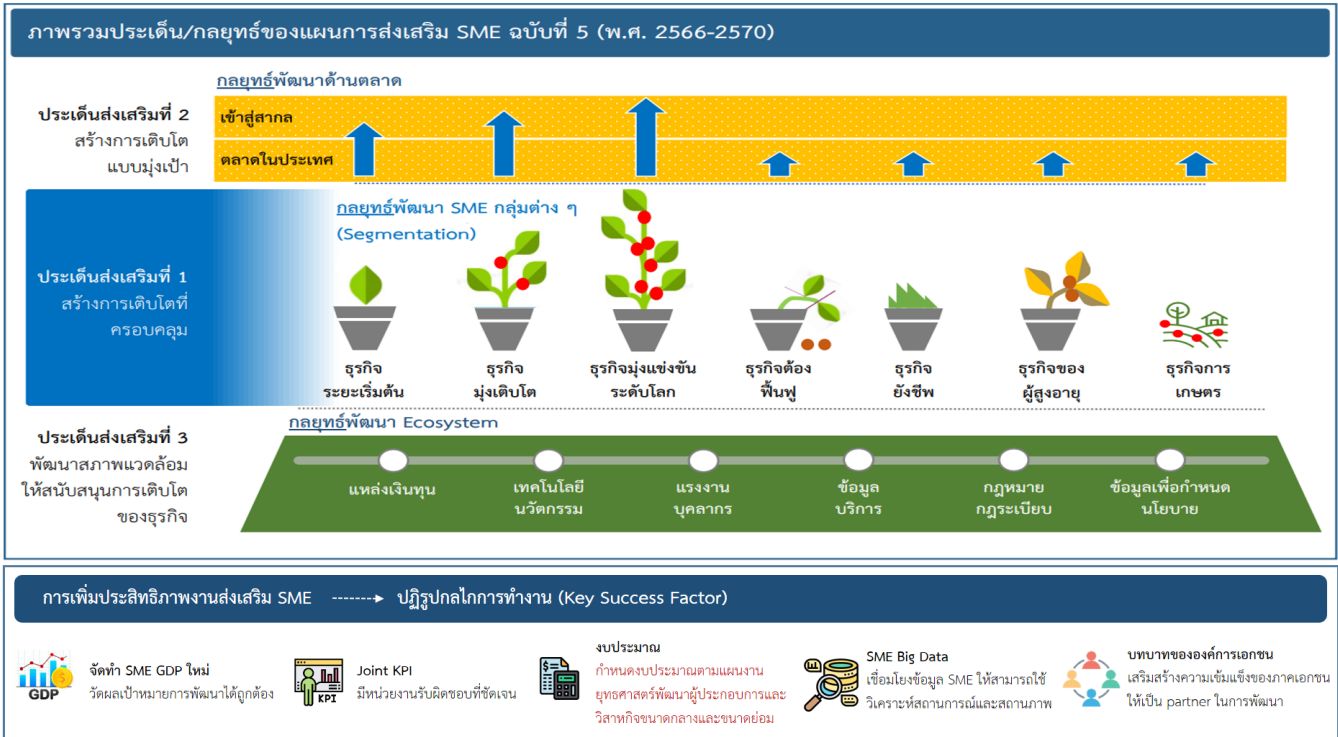 ภาพรวมประเด็น/กลยุทธ์ของแผนการส่งเสริม SME ฉบับที่ 5 (พ.ศ. 2566-2570)
กลยุทธ์พัฒนาด้านตลาด
ประเด็นส่งเสริมที่ 2
สร้างการเติบโต
แบบมุ่งเป้า
เข้าสู่สากล
ตลาดในประเทศ
ประเด็นส่งเสริมที่ 1
สร้างการเติบโตที่
ครอบคลุม
กลยุทธ์พัฒนา SME กลุ่มต่าง ๆ
(Segmentation)
ธุรกิจ
ระยะเริ่มต้น
ธุรกิจ
มุ่งเติบโต
ธุรกิจมุ่งแข่งขัน
ระดับโลก
ธุรกิจต้อง
ฟื้นฟู
ธุรกิจ
ยังชีพ
ธุรกิจของ
ผู้สูงอายุ
ธุรกิจการ
เกษตร
ประเด็นส่งเสริมที่ 3
พัฒนาสภาพแวดล้อม
ให้สนับสนุนการเติบโต
ของธุรกิจ
กลยุทธ์พัฒนา Ecosystem
แหล่งเงินทุน
เทคโนโลยี
นวัตกรรม
แรงงาน
บุคลากร
ข้อมูล
บริการ
กฎหมาย
กฎระเบียบ
ข้อมูลเพื่อกำหนด
นโยบาย
การเพิ่มประสิทธิภาพงานส่งเสริม SME --------> ปฏิรูปกลไกการทำงาน (Key Success Factor)
GDP
จัดทำ SME GDP ใหม่
วัดผลเป้าหมายการพัฒนาได้ถูกต้อง
KPI
Joint KPI
มีหน่วยงานรับผิดชอบที่ชัดเจน
งบประมาณ
กำหนดงบประมาณตามแผนงาน
ยุทธศาสตร์พัฒนาผู้ประกอบการและ
วิสาหกิจขนาดกลางและขนาดย่อม
SME Big Data
เชื่อมโยงข้อมูล SME ให้สามารถใช้
วิเคราะห์สถานการณ์และสถานภาพ
บทบาทขององค์การเอกชน
เสริมสร้างความเข้มแข็งของภาคเอกชน
ให้เป็น partner ในการพัฒนา